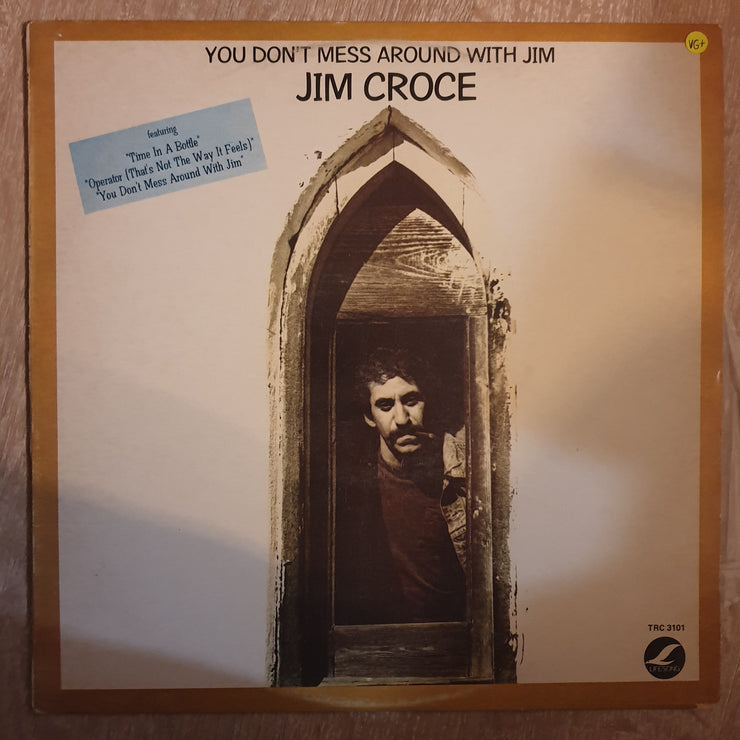 YOU DON'T MESS AROUND WITH JIM
JIM CROCE
VG+
featuring
"Time In A Bottle"
"Operator (That's Not The Way It Feels)"
"You Don't Mess Around With Jim"
TRC 3101
LIFESONG